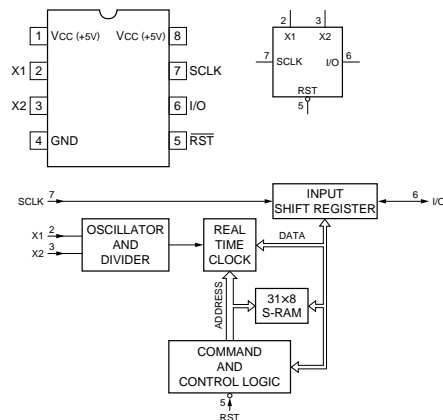 1 VCC (+5V) VCC (+5V) 8
X1 2 7 SCLK
X2 3 6 I/O
4 GND 5 RST
2 3
X1 X2
7 SCLK I/O 6
RST
5
SCLK 7 INPUT SHIFT REGISTER 6 I/O
X1 2
X2 3
OSCILLATOR
AND
DIVIDER
REAL
TIME
CLOCK
DATA
ADDRESS
31×8
S-RAM
COMMAND
AND
CONTROL LOGIC
5
RST